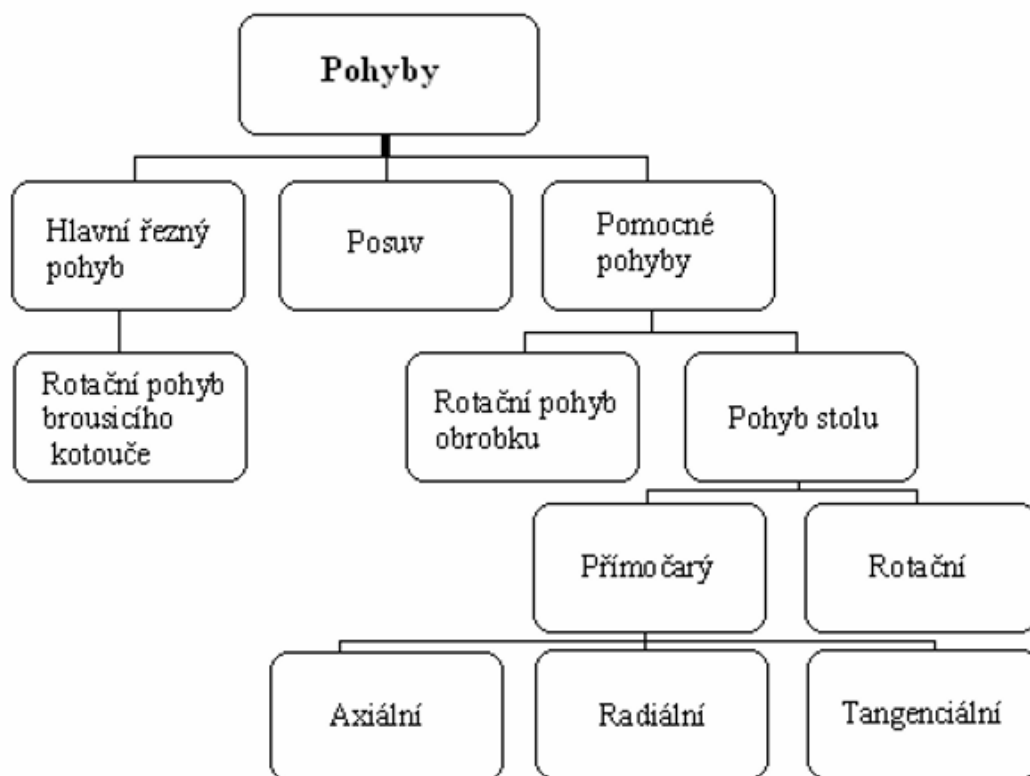 Pohyby
Hlavní řezný
pohyb
Posuv
Pomocné
pohyby
Rotační pohyb
brousicího
kotouče
Rotační pohyb
obrobku
Pohyb stolu
Přímočarý
Rotační
Axiální
Radiální
Tangenciální